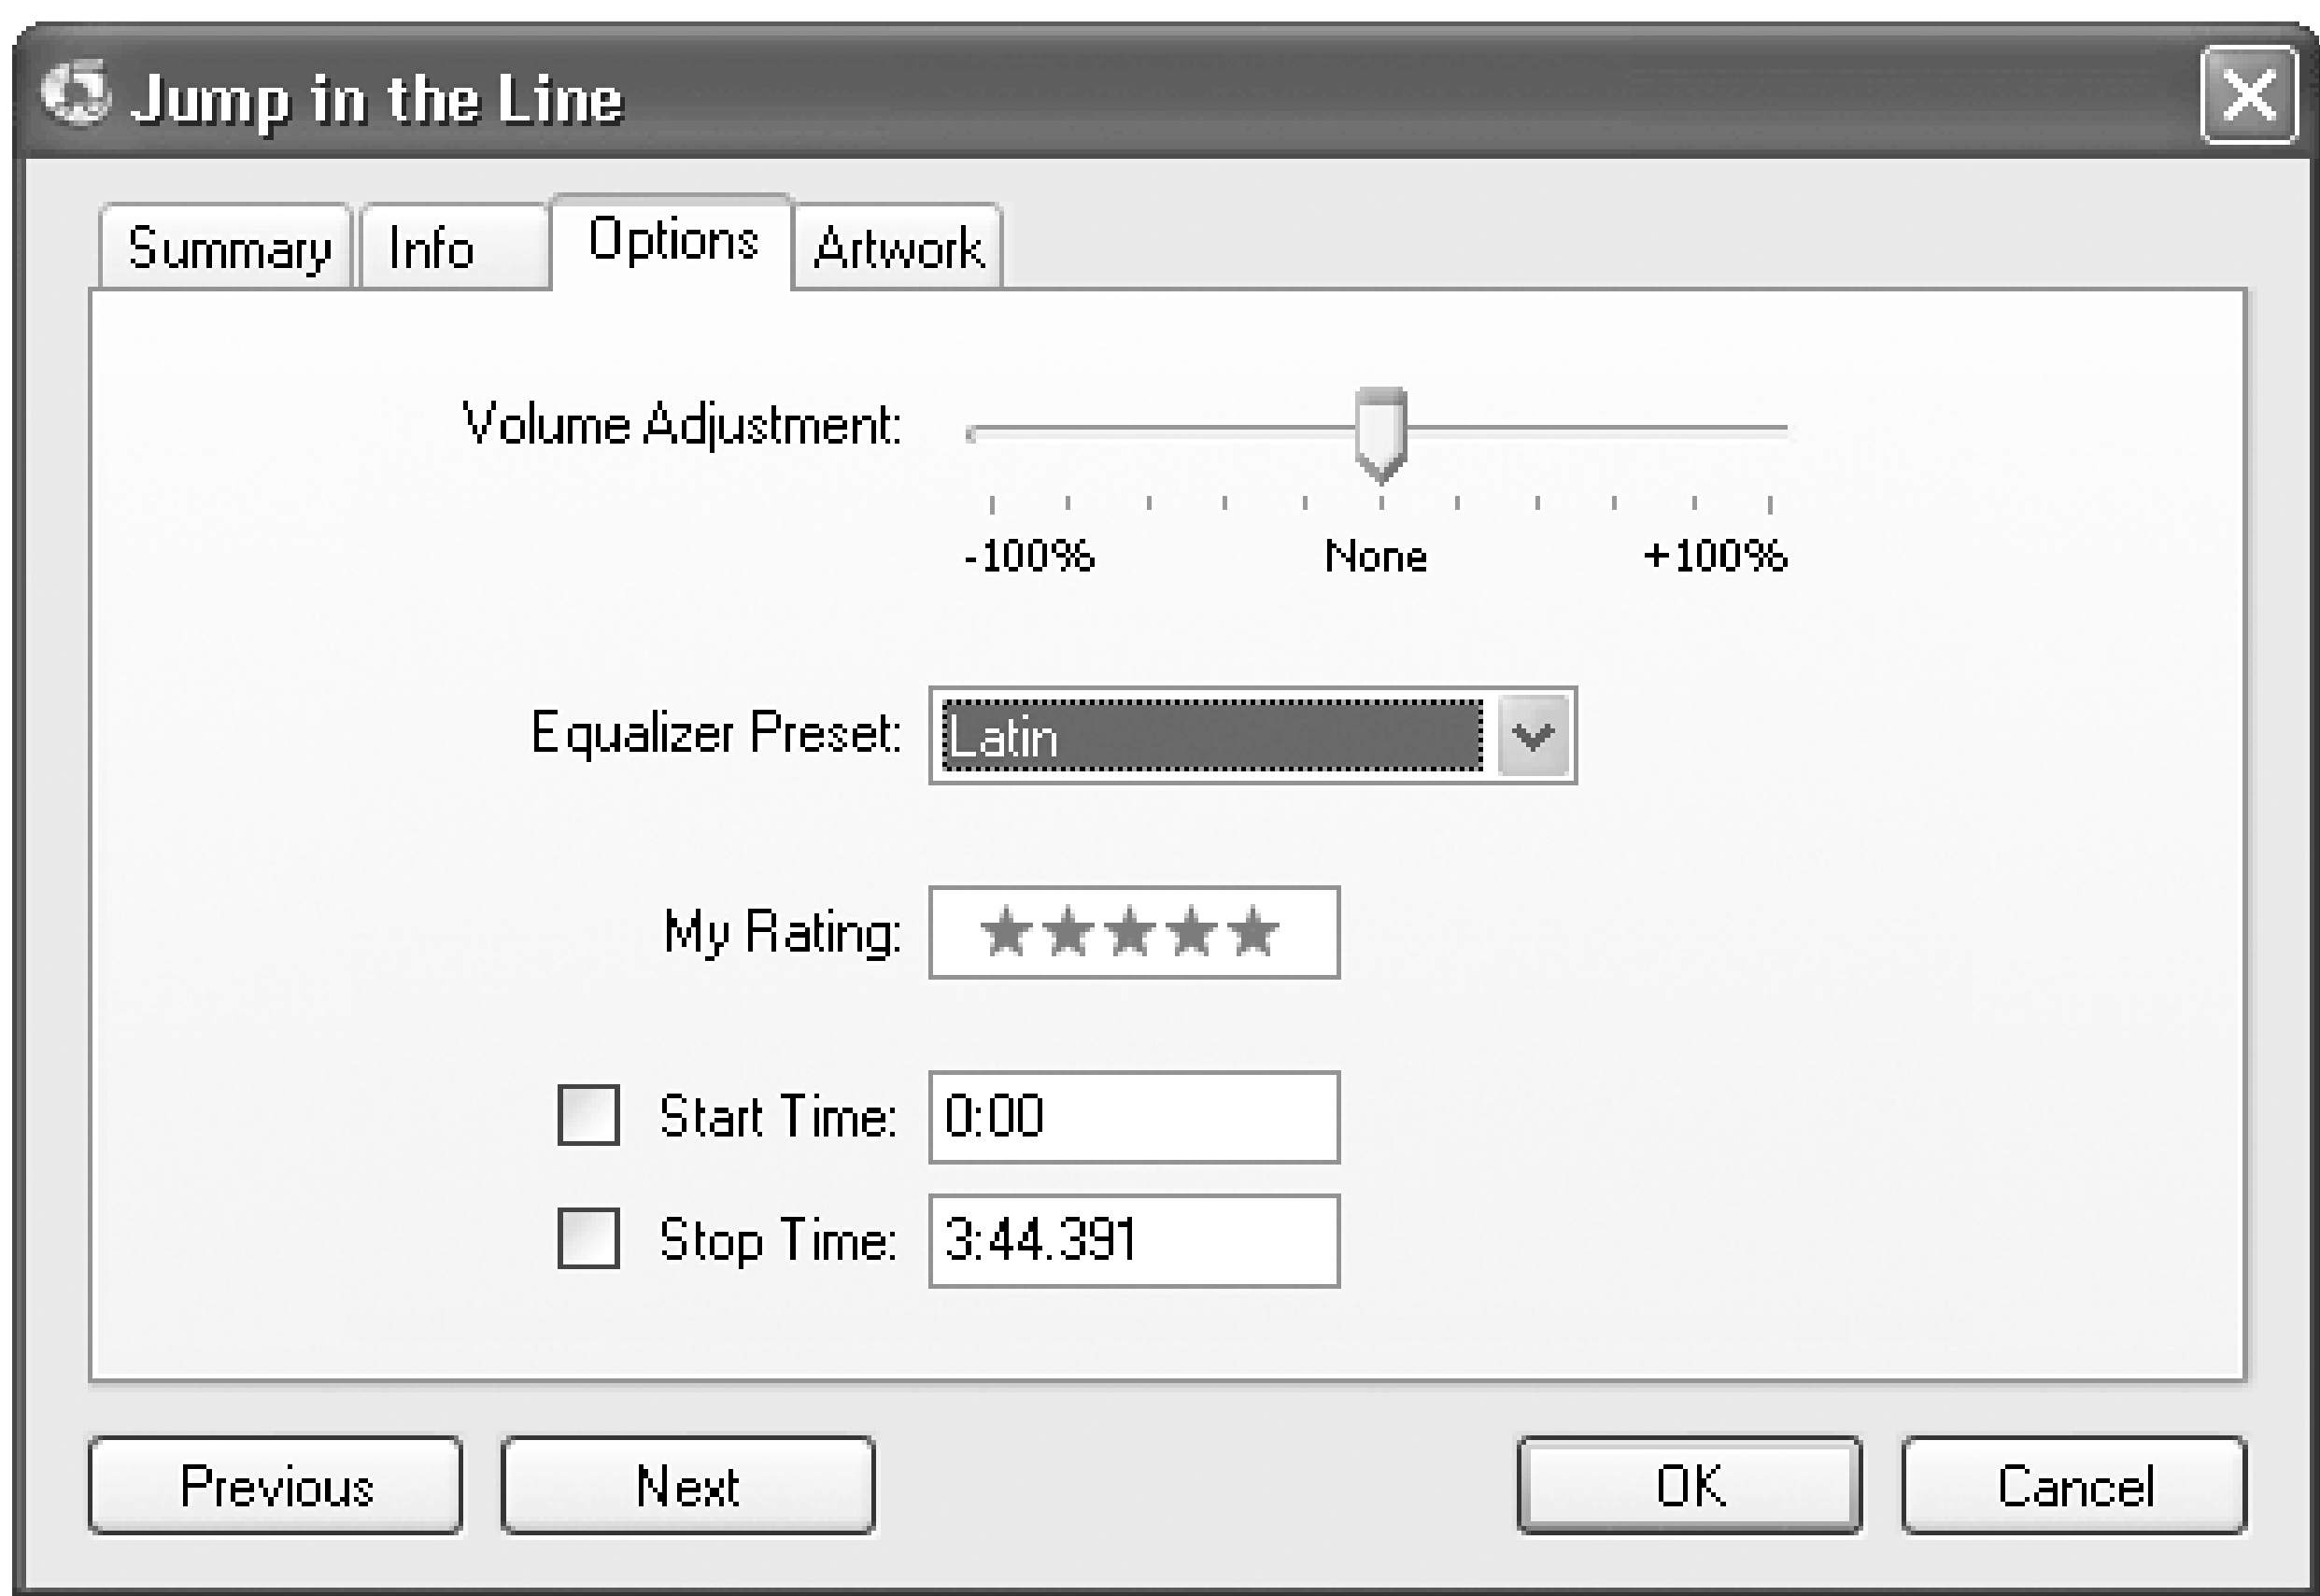 Jump in the Line
Summary Info Options Artwork
Volume Adjustment:
-100% None +100%
Equalizer Preset: Latin
My Rating: ★★★★★
Start Time: 0:00
Stop Time: 3:44.391
Previous Next OK Cancel